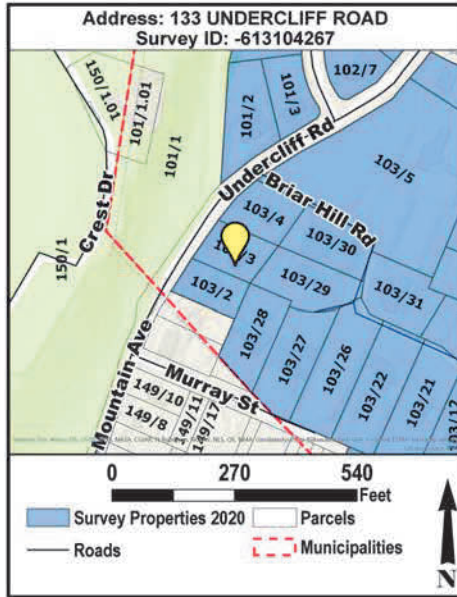 Address: 133 UNDERCLIFF ROAD
Survey ID: -613104267
150/1.01
101/1.01
101/1
101/2
101/3
102/7
Undercliff-Rd
103/5
Briar-Hill-Rd
103/4
103/30
Crest-Dr
150/1
103/2
103/29
103/31
103/28
103/27
103/26
103/22
103/21
103/17
Mountain-Ave
Murray-St
149/10
149/8
149/11
149/17
0 270 540
Feet
Survey Properties 2020
Parcels
Roads
Municipalities
N